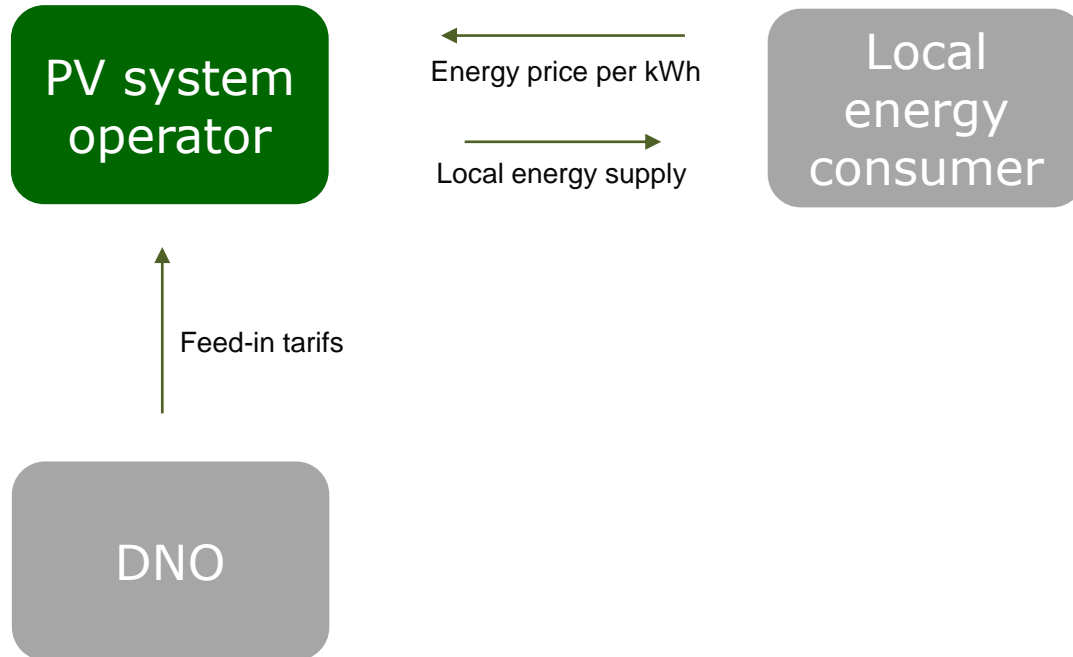 PV system
operator
Energy price per kWh
Local energy supply
Local
energy
consumer
Feed-in tarifs
DNO